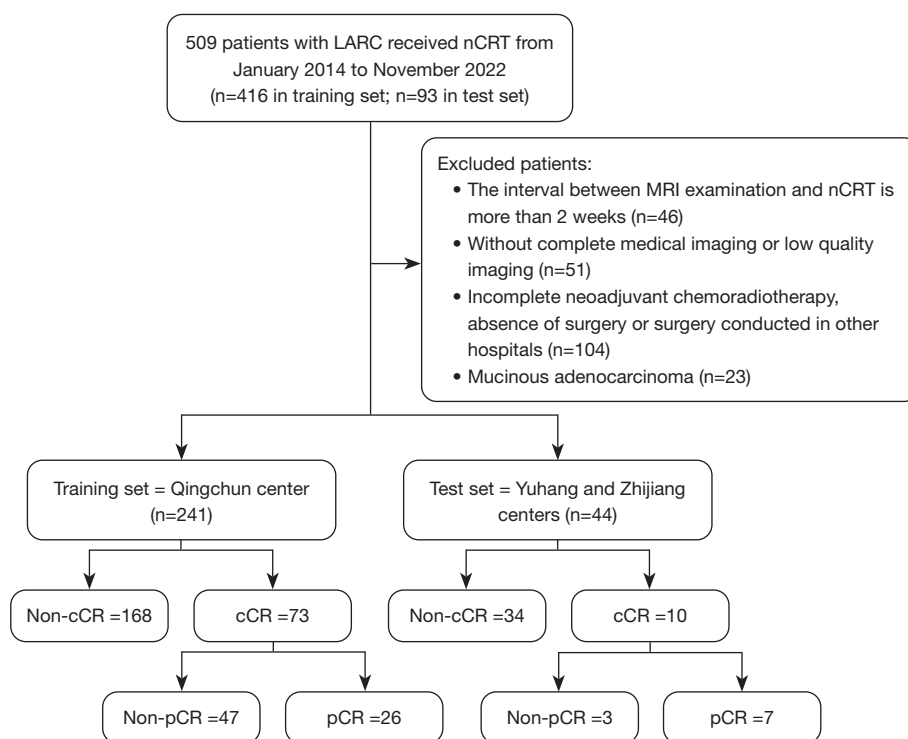 509 patients with LARC received nCRT from
January 2014 to November 2022
(n=416 in training set; n=93 in test set)
Excluded patients:
• The interval between MRI examination and nCRT is
more than 2 weeks (n=46)
• Without complete medical imaging or low quality
imaging (n=51)
• Incomplete neoadjuvant chemoradiotherapy,
absence of surgery or surgery conducted in other
hospitals (n=104)
• Mucinous adenocarcinoma (n=23)
Training set = Qingchun center
(n=241)
Test set = Yuhang and Zhijiang
centers (n=44)
Non-cCR =168
cCR =73
Non-cCR =34
cCR =10
Non-pCR =47
pCR =26
Non-pCR =3
pCR =7